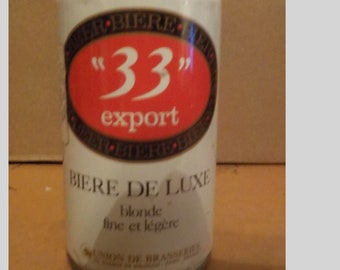 BIERE
"33"
export
BIERE
BIERE DE LUXE
blonde
fine et légère
UNION DE BRASSERIES